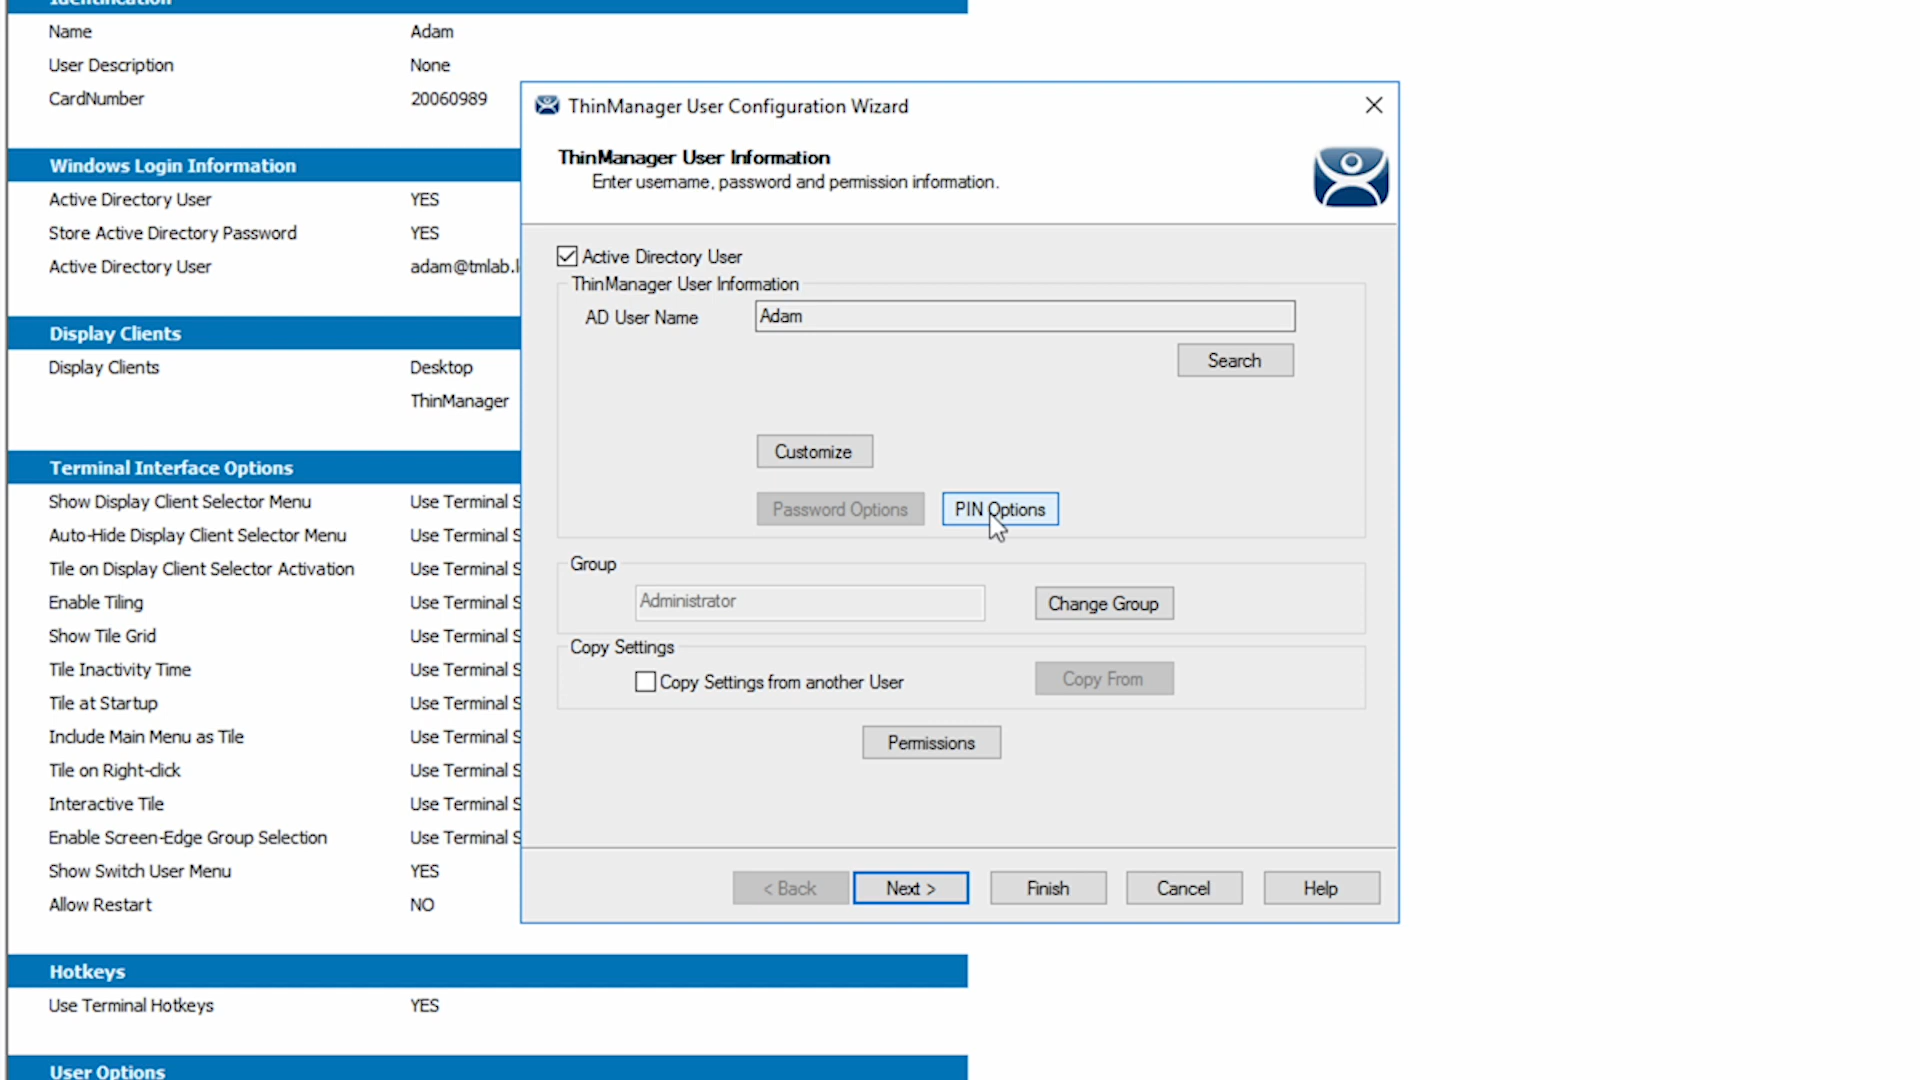 Identification
Name Adam
User Description None
CardNumber 20060989
Windows Login Information
Active Directory User YES
Store Active Directory Password YES
Active Directory User adam@tmlab.l
Display Clients
Display Clients Desktop
ThinManager
Terminal Interface Options
Show Display Client Selector Menu Use Terminal S
Auto-Hide Display Client Selector Menu Use Terminal S
Tile on Display Client Selector Activation Use Terminal S
Enable Tiling Use Terminal S
Show Tile Grid Use Terminal S
Tile Inactivity Time Use Terminal S
Tile at Startup Use Terminal S
Include Main Menu as Tile Use Terminal S
Tile on Right-click Use Terminal S
Interactive Tile Use Terminal S
Enable Screen-Edge Group Selection Use Terminal S
Show Switch User Menu YES
Allow Restart NO
Hotkeys
Use Terminal Hotkeys YES
User Options
ThinManager User Configuration Wizard
ThinManager User Information
Enter username, password and permission information.
Active Directory User
ThinManager User Information
AD User Name Adam
Search
Customize
Password Options PIN Options
Group
Administrator Change Group
Copy Settings
Copy Settings from another User Copy From
Permissions
< Back Next > Finish Cancel Help